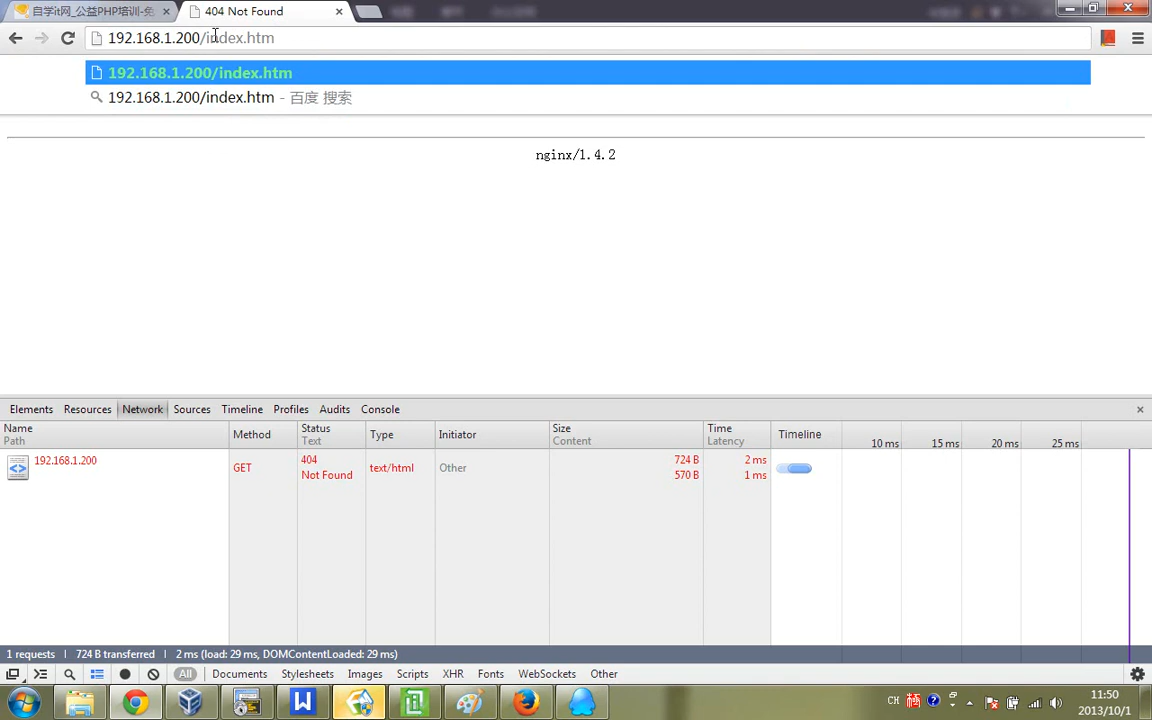 自学it网_公益PHP培训-免
404 Not Found
192.168.1.200/index.htm
192.168.1.200/index.htm
192.168.1.200/index.htm - 百度 搜索
nginx/1.4.2
Elements Resources Network Sources Timeline Profiles Audits Console
Name Path Method Status Text Type Initiator Size Content Time Latency Timeline 10 ms 15 ms 20 ms 25 ms
192.168.1.200 GET 404 Not Found text/html Other 724 B 570 B 2 ms 1 ms
1 requests | 724 B transferred | 2 ms (load: 29 ms, DOMContentLoaded: 29 ms)
All Documents Stylesheets Images Scripts XHR Fonts WebSockets Other
CH
11:50
2013/10/1